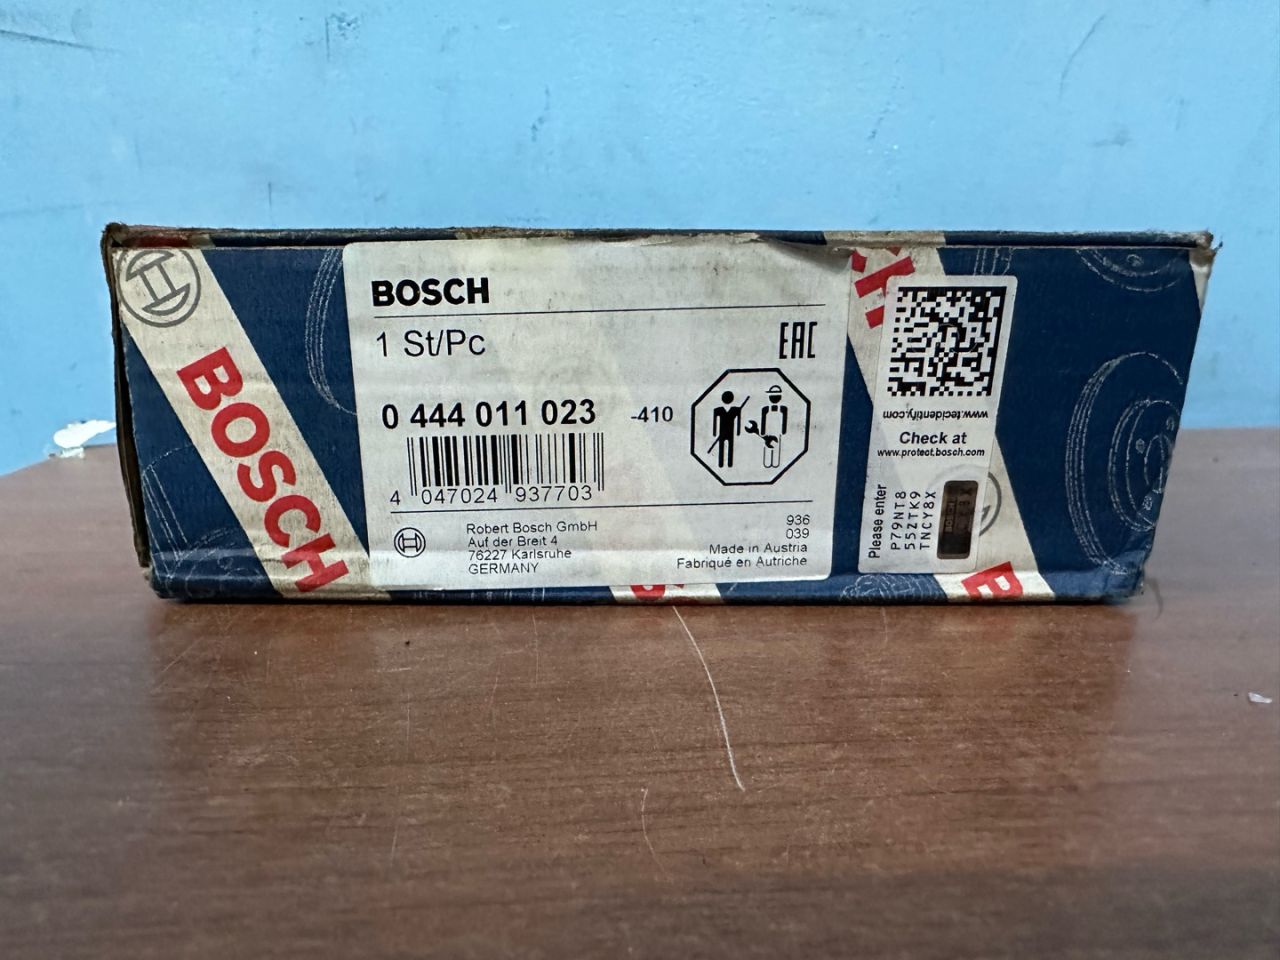 BOSCH
BOSCH
1 St/Pc
EAC
0 444 011 023 -410
4 047024 937703
Robert Bosch GmbH
Auf der Breit 4
76227 Karlsruhe
GERMANY
936
039
Made in Austria
Fabriqué en Autriche
www.tecidentify.com
Check at
www.protect.bosch.com
Please enter
P79NT8
55ZTK9
TNCY8X